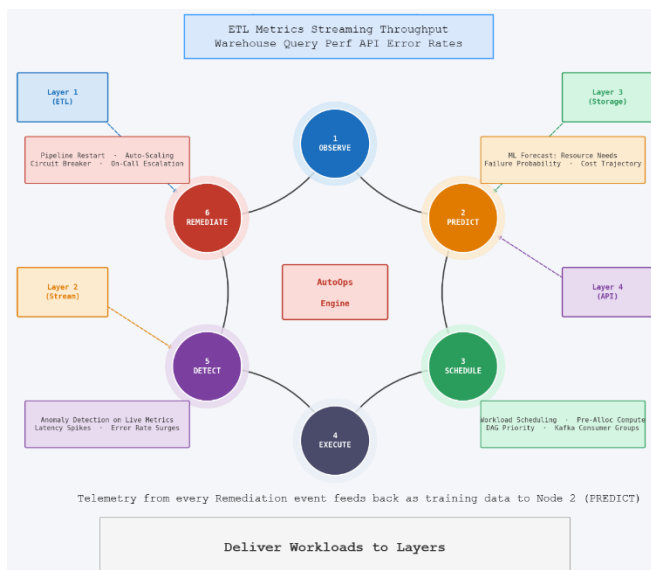 ETL Metrics Streaming Throughput
Warehouse Query Perf API Error Rates
Layer 1
(ETL)
Layer 3
(Storage)
1
OBSERVE
Pipeline Restart · Auto-Scaling
Circuit Breaker · On-Call Escalation
ML Forecast: Resource Needs
Failure Probability · Cost Trajectory
6
REMEDIATE
2
PREDICT
AutoOps
Engine
Layer 2
(Stream)
Layer 4
(API)
5
DETECT
3
SCHEDULE
Anomaly Detection on Live Metrics
Latency Spikes · Error Rate Surges
4
EXECUTE
Workload Scheduling · Pre-Alloc Compute
DAG Priority · Kafka Consumer Groups
Telemetry from every Remediation event feeds back as training data to Node 2 (PREDICT)
Deliver Workloads to Layers